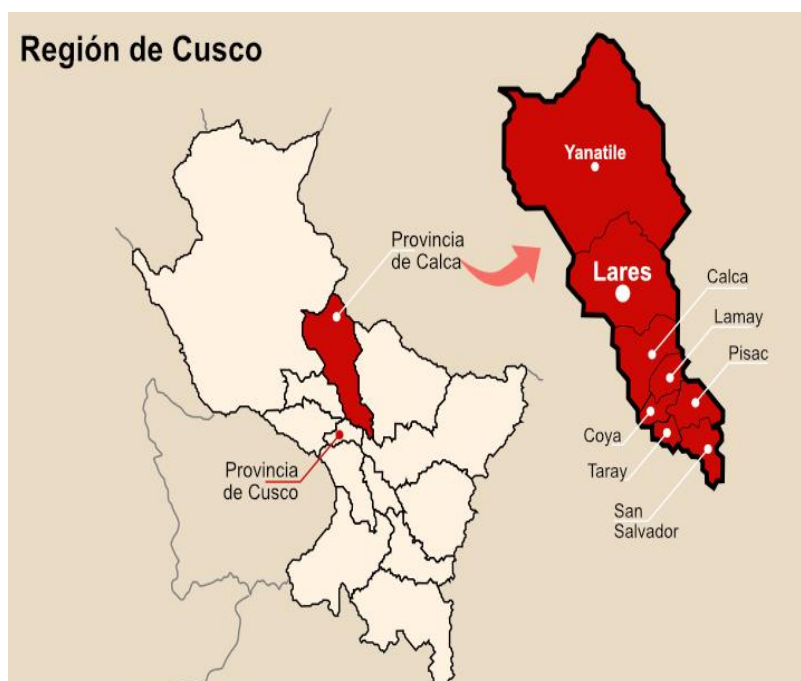 Región de Cusco
Yanatile
Provincia
de Calca
Lares
Calca
Lamay
Pisac
Coya
Taray
Provincia
de Cusco
San
Salvador